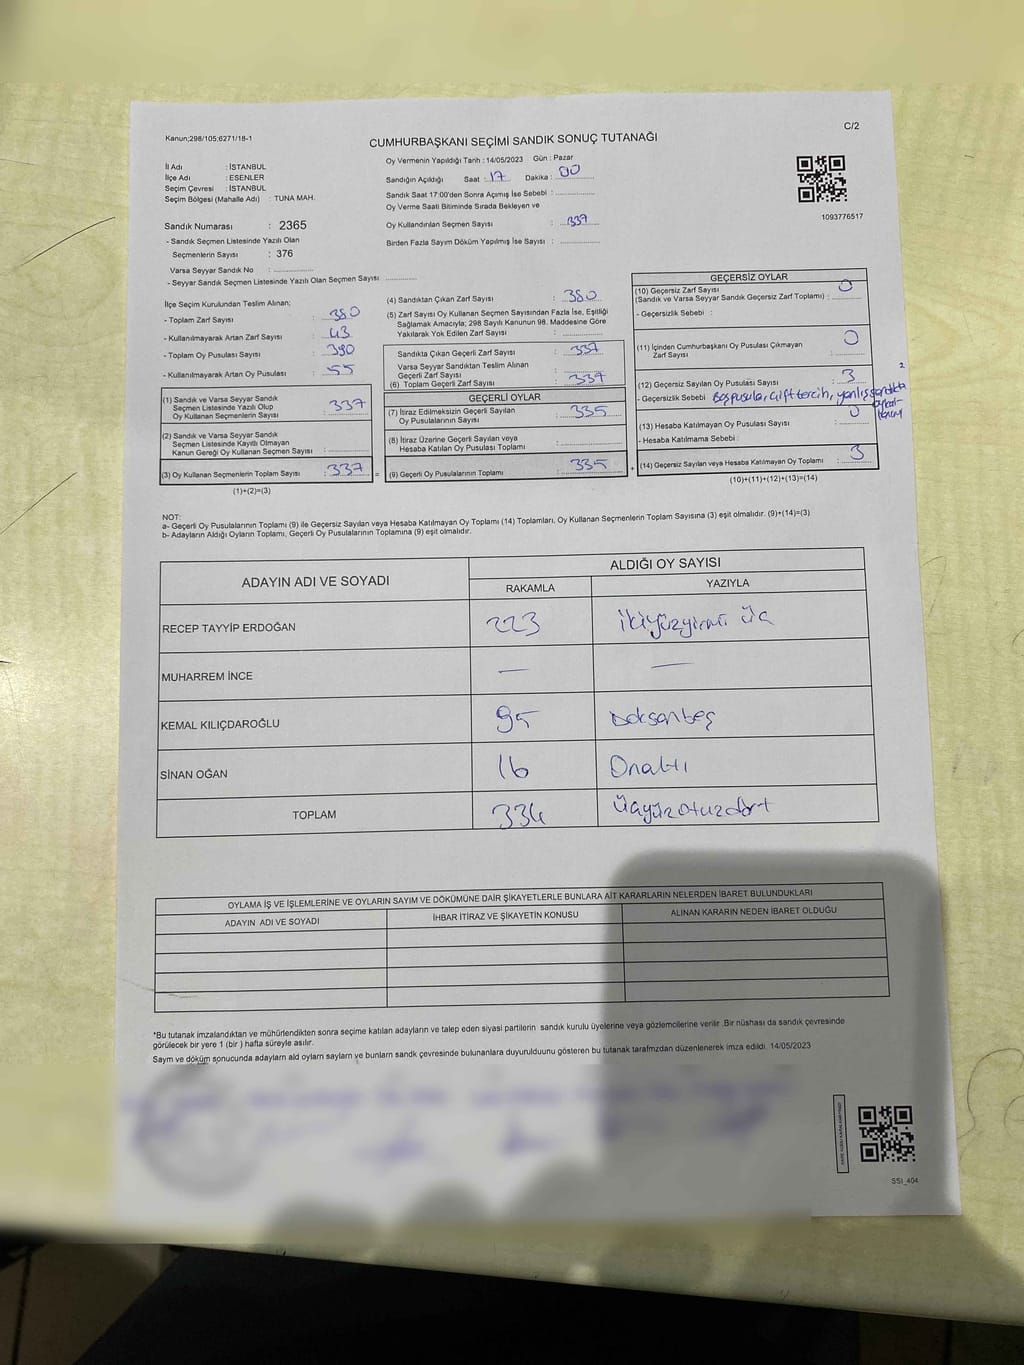 Kanun;298/105;6271/18-1
C/2
CUMHURBAŞKANI SEÇİMİ SANDIK SONUÇ TUTANAĞI
İl Adı : İSTANBUL
İlçe Adı : ESENLER
Seçim Çevresi : İSTANBUL
Seçim Bölgesi (Mahalle Adı) : TUNA MAH.
Sandık Numarası : 2365
- Sandık Seçmen Listesinde Yazılı Olan
Seçmenlerin Sayısı : 376
Varsa Seyyar Sandık No :
- Seyyar Sandık Seçmen Listesinde Yazılı Olan Seçmen Sayısı
Oy Vermenin Yapıldığı Tarih : 14/05/2023 Gün : Pazar
Sandığın Açıldığı Saat : 17 Dakika : 00
Sandık Saat 17:00'den Sonra Açımış İse Sebebi :
Oy Verme Saati Bitiminde Sırada Bekleyen ve
Oy Kullandırılan Seçmen Sayısı : 337
Birden Fazla Sayım Döküm Yapılmış İse Sayısı :
1093776517
İlçe Seçim Kurulundan Teslim Alınan;
- Toplam Zarf Sayısı : 380
- Kullanılmayarak Artan Zarf Sayısı : 43
- Toplam Oy Pusulası Sayısı : 390
- Kullanılmayarak Artan Oy Pusulası : 55
(1) Sandık ve Varsa Seyyar Sandık
Seçmen Listesinde Yazılı Olup
Oy Kullanan Seçmenlerin Sayısı : 337
(2) Sandık ve Varsa Seyyar Sandık
Seçmen Listesinde Kayıtlı Olmayan
Kanun Gereği Oy Kullanan Seçmen Sayısı :
(3) Oy Kullanan Seçmenlerin Toplam Sayısı : 337 =
(1)+(2)=(3)
(4) Sandıktan Çıkan Zarf Sayısı : 380
(5) Zarf Sayısı Oy Kullanan Seçmen Sayısından Fazla İse, Eşitliği
Sağlamak Amacıyla; 298 Sayılı Kanunun 98. Maddesine Göre
Yakılarak Yok Edilen Zarf Sayısı :
Sandıkta Çıkan Geçerli Zarf Sayısı : 337
Varsa Seyyar Sandıktan Teslim Alınan
Geçerli Zarf Sayısı :
(6) Toplam Geçerli Zarf Sayısı : 337
GEÇERLİ OYLAR
(7) İtiraz Edilmeksizin Geçerli Sayılan
Oy Pusulalarının Sayısı : 335
(8) İtiraz Üzerine Geçerli Sayılan veya
Hesaba Katılan Oy Pusulası Toplamı :
(9) Geçerli Oy Pusulalarının Toplamı : 335 +
GEÇERSİZ OYLAR
(10) Geçersiz Zarf Sayısı
(Sandık ve Varsa Seyyar Sandık Geçersiz Zarf Toplamı) : 0
- Geçersizlik Sebebi :
(11) İçinden Cumhurbaşkanı Oy Pusulası Çıkmayan
Zarf Sayısı : 0
(12) Geçersiz Sayılan Oy Pusulası Sayısı : 3
- Geçersizlik Sebebi Boş pusula, çift tercih, yanlış sandıkta
(13) Hesaba Katılmayan Oy Pusulası Sayısı : 0
- Hesaba Katılmama Sebebi :
(14) Geçersiz Sayılan veya Hesaba Katılmayan Oy Toplamı : 3
(10)+(11)+(12)+(13)=(14)
NOT:
a- Geçerli Oy Pusulalarının Toplamı (9) ile Geçersiz Sayılan veya Hesaba Katılmayan Oy Toplamı (14) Toplamları, Oy Kullanan Seçmenlerin Toplam Sayısına (3) eşit olmalıdır. (9)+(14)=(3)
b- Adayların Aldığı Oyların Toplamı, Geçerli Oy Pusulalarının Toplamına (9) eşit olmalıdır.
ADAYIN ADI VE SOYADI
ALDIĞI OY SAYISI
RAKAMLA YAZIYLA
RECEP TAYYİP ERDOĞAN 223 ikiyüzyirmi üç
MUHARREM İNCE — —
KEMAL KILIÇDAROĞLU 95 Doksanbeş
SİNAN OĞAN 16 Onaltı
TOPLAM 334 üçyüzotuzdört
OYLAMA İŞ VE İŞLEMLERİNE VE OYLARIN SAYIM VE DÖKÜMÜNE DAİR ŞİKAYETLERLE BUNLARA AİT KARARLARIN NELERDEN İBARET BULUNDUKLARI
ADAYIN ADI VE SOYADI İHBAR İTİRAZ VE ŞİKAYETİN KONUSU ALINAN KARARIN NEDEN İBARET OLDUĞU
*Bu tutanak imzalandıktan ve mühürlendikten sonra seçime katılan adayların ve talep eden siyasi partilerin sandık kurulu üyelerine veya gözlemcilerine verilir .Bir nüshası da sandık çevresinde
görülecek bir yere 1 (bir ) hafta süreyle asılır.
Saym ve döküm sonucunda adaylarn ald oylarn saylarn ve bunlarn sandk çevresinde bulunanlara duyurulduunu gösteren bu tutanak tarafmzdan düzenlenerek imza edildi. 14/05/2023
SSI_404